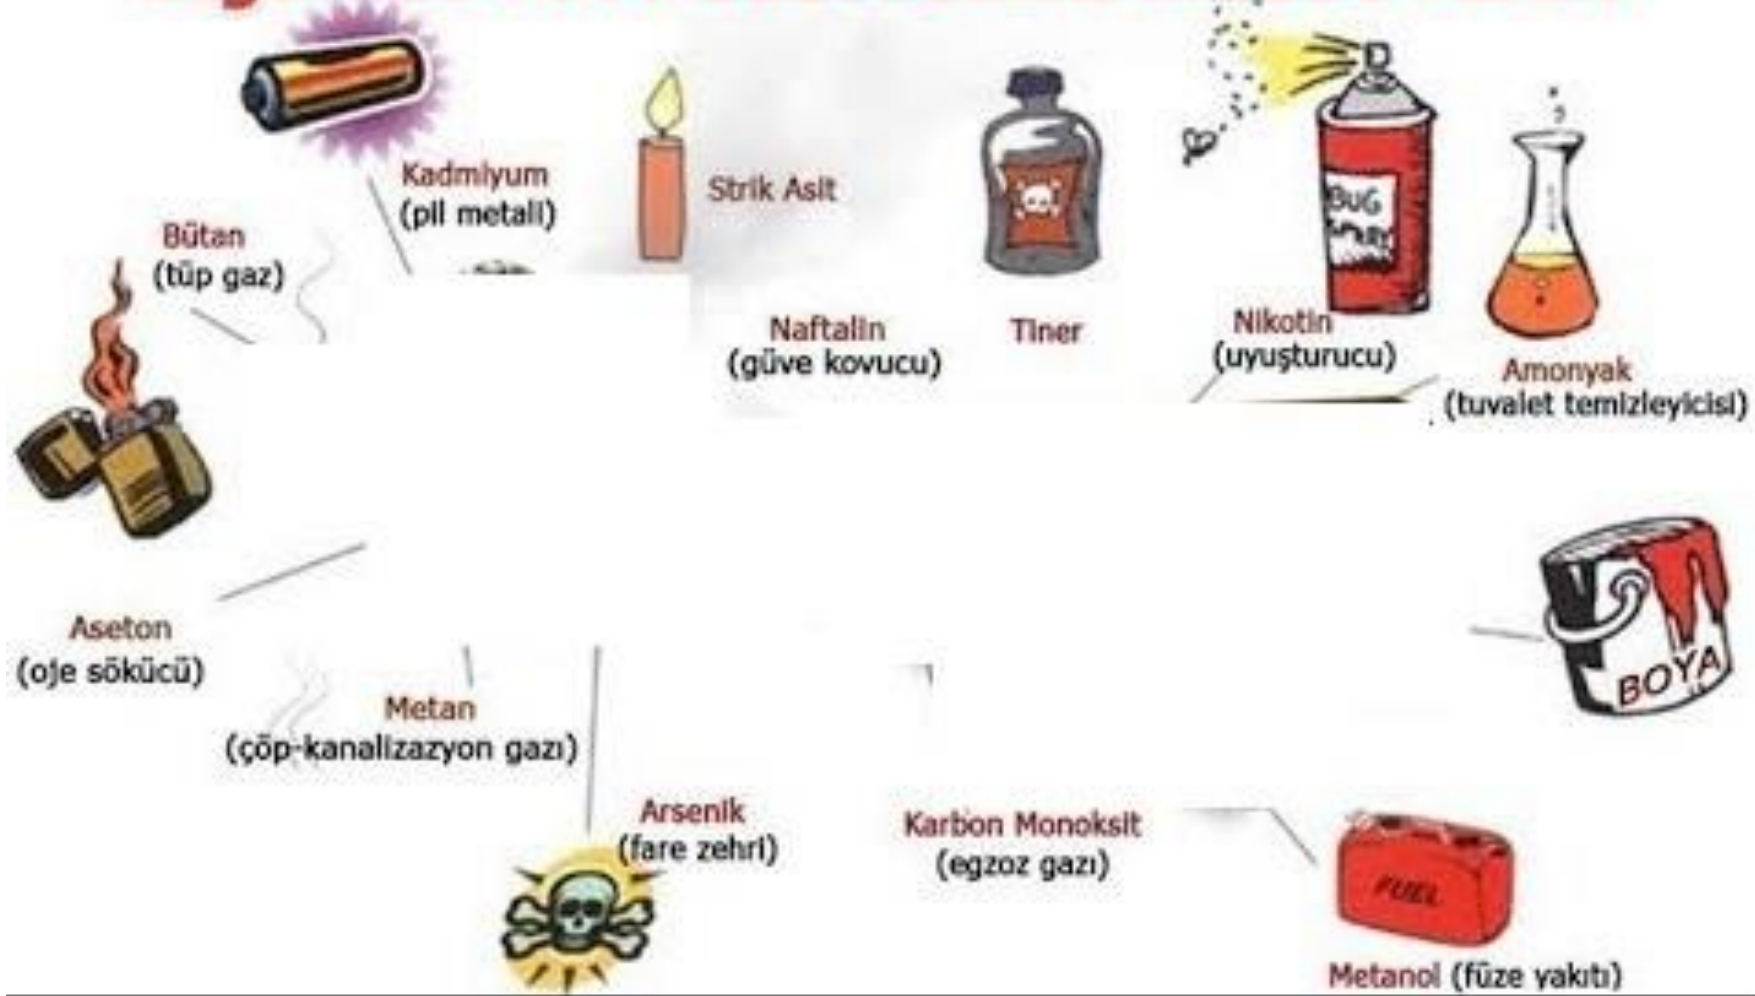 Kadmiyum
(pil metali)
Strik Asit
Bütan
(tüp gaz)
BUG
SPRAY
Naftalin
(güve kovucu)
Tiner
Nikotin
(uyuşturucu)
Amonyak
(tuvalet temizleyicisi)
BOYA
Aseton
(oje sökücü)
Metan
(çöp-kanalizazyon gazı)
Arsenik
(fare zehri)
Karbon Monoksit
(egzoz gazı)
FUEL
Metanol (füze yakıtı)